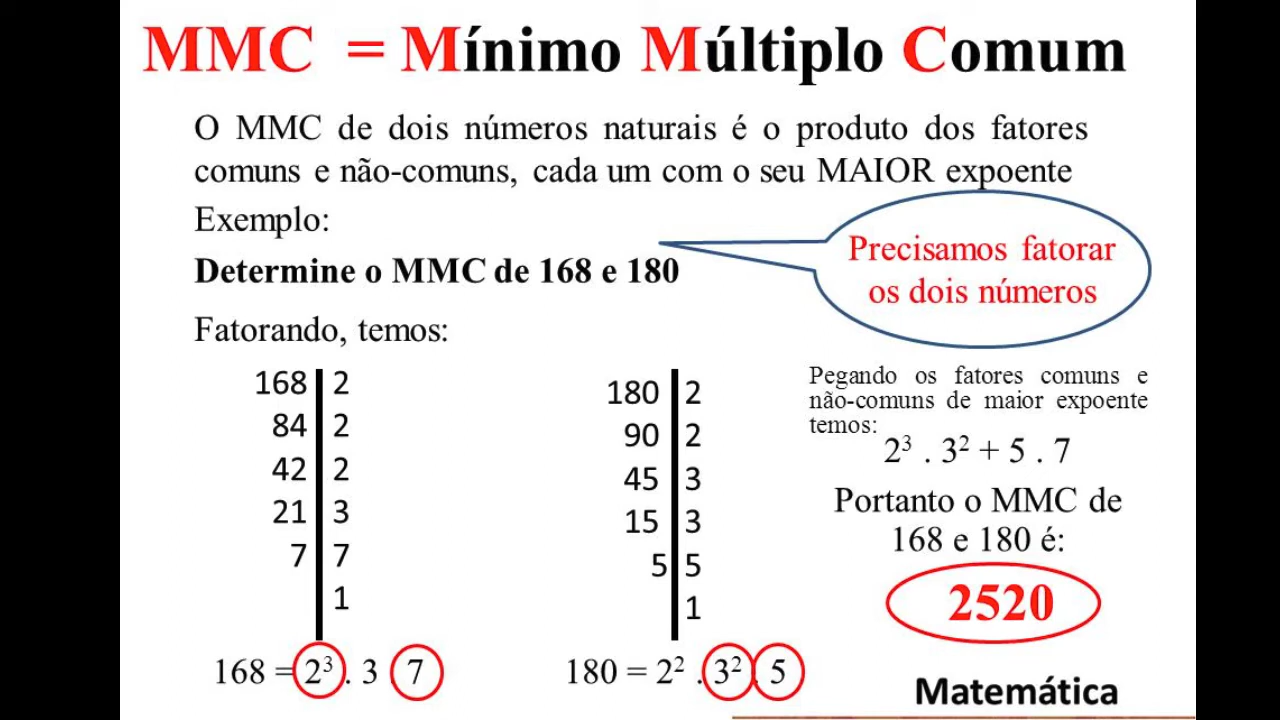 MMC = Mínimo Múltiplo Comum
O MMC de dois números naturais é o produto dos fatores
comuns e não-comuns, cada um com o seu MAIOR expoente
Exemplo:
Determine o MMC de 168 e 180
Precisamos fatorar
os dois números
Fatorando, temos:
168 2
84 2
42 2
21 3
7 7
1
168 = 2³ . 3 7
180 2
90 2
45 3
15 3
5 5
1
180 = 2² . 3² . 5
Pegando os fatores comuns e
não-comuns de maior expoente
temos:
2³ . 3² + 5 . 7
Portanto o MMC de
168 e 180 é:
2520
Matemática